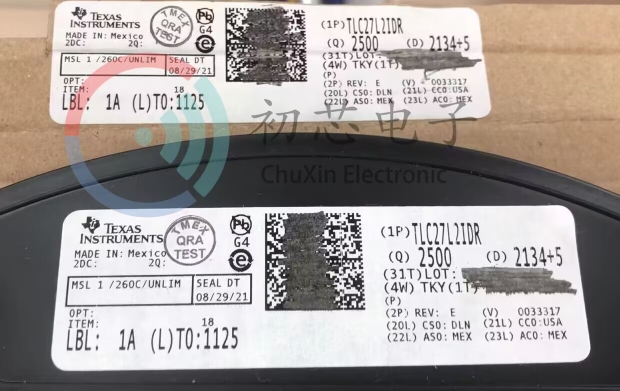 TEXAS
INSTRUMENTS
MADE IN: Mexico
2DC: 2Q:
TMEX
QRA
TEST
Pb
G4
e
MSL 1 /260C/UNLIM
SEAL DT
08/29/21
OPT:
ITEM: 18
LBL: 1A (L)TO:1125
(1P)TLC27L2IDR
(Q) 2500 (D) 2134+5
(31T)LOT:
(4W) TKY(1T)
(P)
(2P) REV: E (V) 0033317
(20L) CSO: DLN (21L) CCO:USA
(22L) ASO: MEX (23L) ACO: MEX
初芯电子
ChuXin Electronic
TEXAS
INSTRUMENTS
MADE IN: Mexico
2DC: 2Q:
TMEX
QRA
TEST
Pb
G4
e
MSL 1 /260C/UNLIM
SEAL DT
08/29/21
OPT:
ITEM: 18
LBL: 1A (L)TO:1125
(1P)TLC27L2IDR
(Q) 2500 (D) 2134+5
(31T)LOT:
(4W) TKY(1T)
(P)
(2P) REV: E (V) 0033317
(20L) CSO: DLN (21L) CCO:USA
(22L) ASO: MEX (23L) ACO: MEX